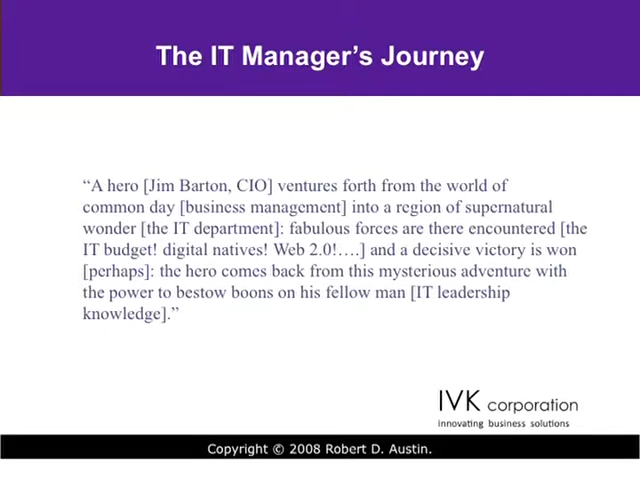 The IT Manager's Journey
“A hero [Jim Barton, CIO] ventures forth from the world of
common day [business management] into a region of supernatural
wonder [the IT department]: fabulous forces are there encountered [the
IT budget! digital natives! Web 2.0!….] and a decisive victory is won
[perhaps]: the hero comes back from this mysterious adventure with
the power to bestow boons on his fellow man [IT leadership
knowledge].”
IVK corporation
innovating business solutions
Copyright © 2008 Robert D. Austin.